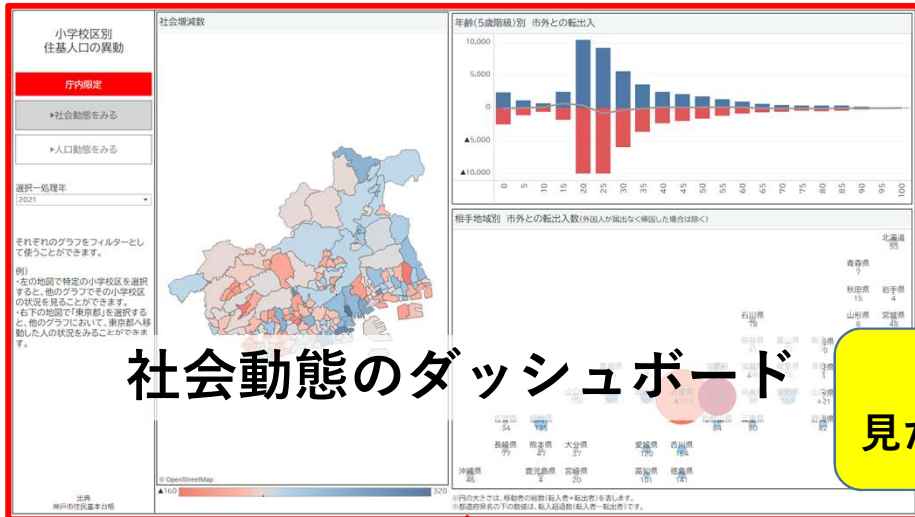 小学校区別
住基人口の異動
庁内限定
▶社会動態をみる
▶人口動態をみる
選択－処理年
2021
それぞれのグラフをフィルターとし
て使うことができます。
例）
・左の地図で特定の小学校区を選択
すると、他のグラフでその小学校区
の状況を見ることができます。
・右下の地図で「東京都」を選択する
と、他のグラフにおいて、東京都へ移
動した人の状況をみることができま
す。
出典
神戸市住民基本台帳
社会増減数
© OpenStreetMap
▲160
320
年齢（5歳階級）別 市外との転出入
10,000
5,000
0
▲5,000
▲10,000
0 5 10 15 20 25 30 35 40 45 50 55 60 65 70 75 80 85 90 95 100
相手地域別 市外との転出入数(外国人が届出なく帰国した場合は除く)
北海道
53
青森県
7
秋田県 岩手県
15 4
石川県 山形県 宮城県
78 8 48
社会動態のダッシュボード
見た
佐賀県
34
135
84 80 82
長崎県 熊本県 大分県 愛媛県 香川県
77 47 37 120 164
沖縄県 鹿児島県 宮崎県 高知県 徳島県
46 4 20 101 141
※円の大きさは、移動者の総数(転入者＋転出者)を表します。
※都道府県名の下の数値は、転入超過数(転入者－転出者)です。